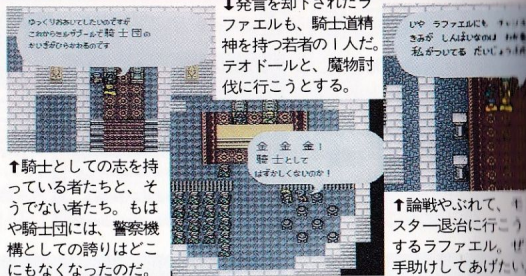 ゆっくりおあいてしたいのですが
これからセルザブールで騎士団の
かいぎがひらかれるのです
↑騎士としての志を持
っている者たちと、そ
うでない者たち。もは
や騎士団には、警察機
構としての誇りはどこ
にもなくなったのだ。
↓発言を却下されたラ
ファエルも、騎士道精
神を持つ若者の1人だ。
テオドールと、魔物討
伐に行こうとする。
金 金 金!
騎士として
はずかしくないのか!
いや ラファエルにも
きみが しんぱいなのは
私がついてる だいじょうぶ
↑論戦やぶれて、
スター退治に行こう
するラファエル。ぜ
手助けしてあげたい